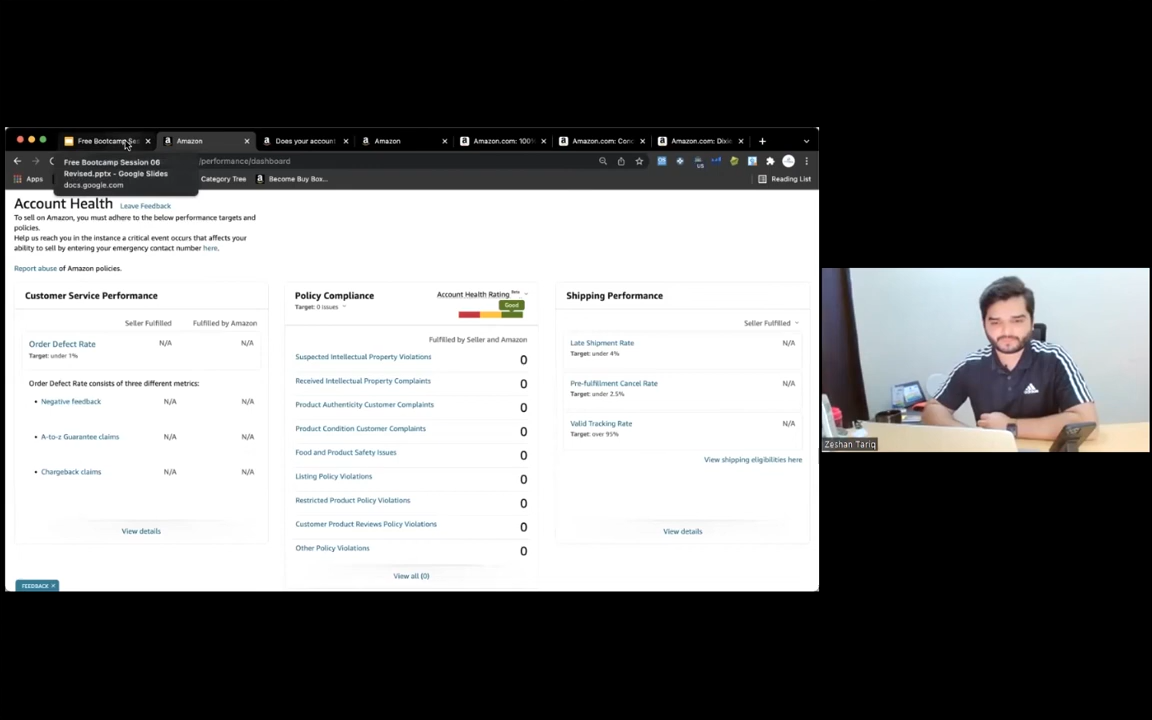 Free Bootcamp Ses
Amazon
Does your account
Amazon
Amazon.com: 100%
Amazon.com: Con
Amazon.com: Dixie
Free Bootcamp Session 06
Revised.pptx - Google Slides
docs.google.com
/performance/dashboard
Apps
Category Tree
Become Buy Box...
Reading List
Account Health
Leave Feedback
To sell on Amazon, you must adhere to the below performance targets and
policies.
Help us reach you in the instance a critical event occurs that affects your
ability to sell by entering your emergency contact number here.
Report abuse of Amazon policies.
Customer Service Performance
Seller Fulfilled Fulfilled by Amazon
Order Defect Rate N/A N/A
Target: under 1%
Order Defect Rate consists of three different metrics:
• Negative feedback N/A N/A
• A-to-z Guarantee claims N/A N/A
• Chargeback claims N/A N/A
View details
Policy Compliance
Target: 0 issues
Account Health Rating Beta
Good
Fulfilled by Seller and Amazon
Suspected Intellectual Property Violations 0
Received Intellectual Property Complaints 0
Product Authenticity Customer Complaints 0
Product Condition Customer Complaints 0
Food and Product Safety Issues 0
Listing Policy Violations 0
Restricted Product Policy Violations 0
Customer Product Reviews Policy Violations 0
Other Policy Violations 0
View all (0)
Shipping Performance
Seller Fulfilled
Late Shipment Rate N/A
Target: under 4%
Pre-fulfillment Cancel Rate N/A
Target: under 2.5%
Valid Tracking Rate N/A
Target: over 95%
View shipping eligibilities here
View details
FEEDBACK
Zeshan Tariq